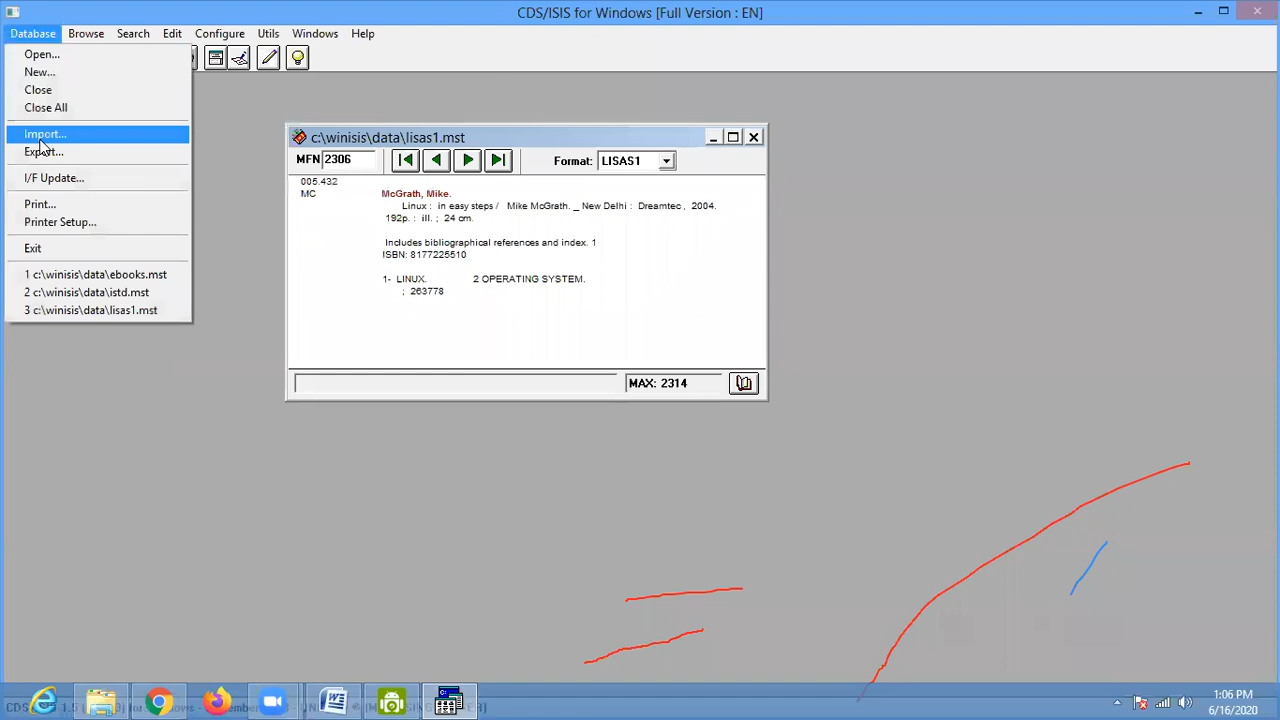 CDS/ISIS for Windows [Full Version : EN]
Database Browse Search Edit Configure Utils Windows Help
Open...
New...
Close
Close All
Import...
Export...
I/F Update...
Print...
Printer Setup...
Exit
1 c:\winisis\data\ebooks.mst
2 c:\winisis\data\istd.mst
3 c:\winisis\data\lisas1.mst
c:\winisis\data\lisas1.mst
MFN 2306 Format: LISAS1
005.432
MC McGrath, Mike.
Linux : in easy steps / Mike McGrath. _ New Delhi : Dreamtec , 2004.
192p. : ill. ; 24 cm.
Includes bibliographical references and index. 1
ISBN: 8177225510
1- LINUX. 2 OPERATING SYSTEM.
; 263778
MAX: 2314
1:06 PM
6/16/2020